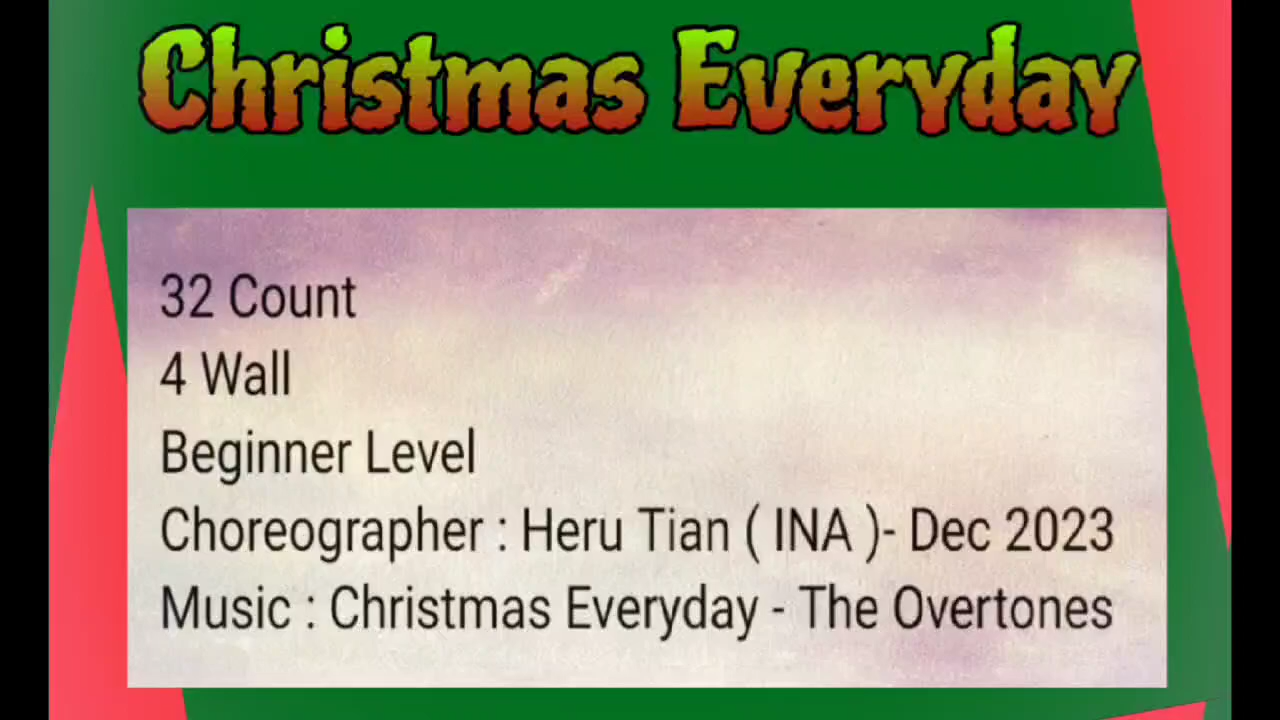 Christmas Everyday
32 Count
4 Wall
Beginner Level
Choreographer : Heru Tian ( INA )- Dec 2023
Music : Christmas Everyday - The Overtones